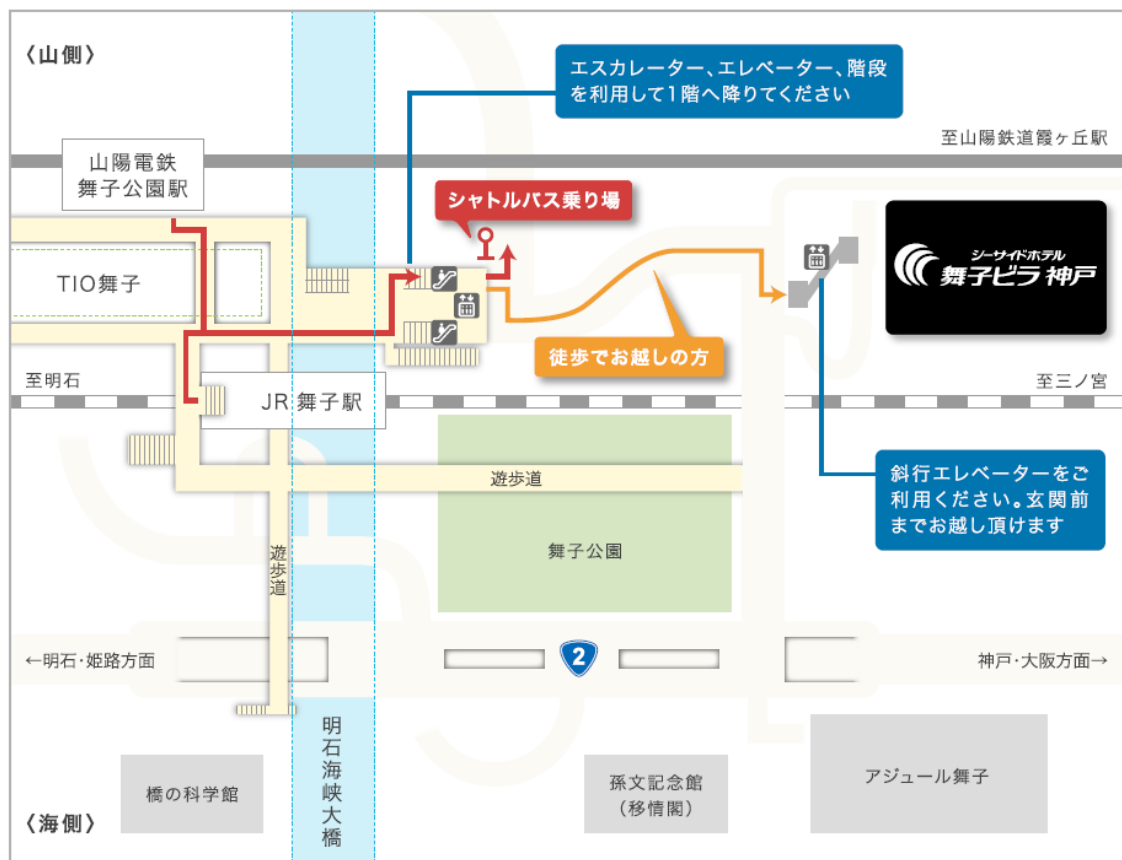 〈山側〉
エスカレーター、エレベーター、階段
を利用して1階へ降りてください
至山陽鉄道霞ヶ丘駅
山陽電鉄
舞子公園駅
シャトルバス乗り場
シーサイドホテル
舞子ビラ 神戸
TIO舞子
徒歩でお越しの方
至明石
至三ノ宮
JR 舞子駅
斜行エレベーターをご
利用ください。玄関前
までお越し頂けます
遊歩道
舞子公園
遊歩道
←明石・姫路方面
2
神戸・大阪方面→
明石海峡大橋
橋の科学館
孫文記念館
（移情閣）
アジュール舞子
〈海側〉